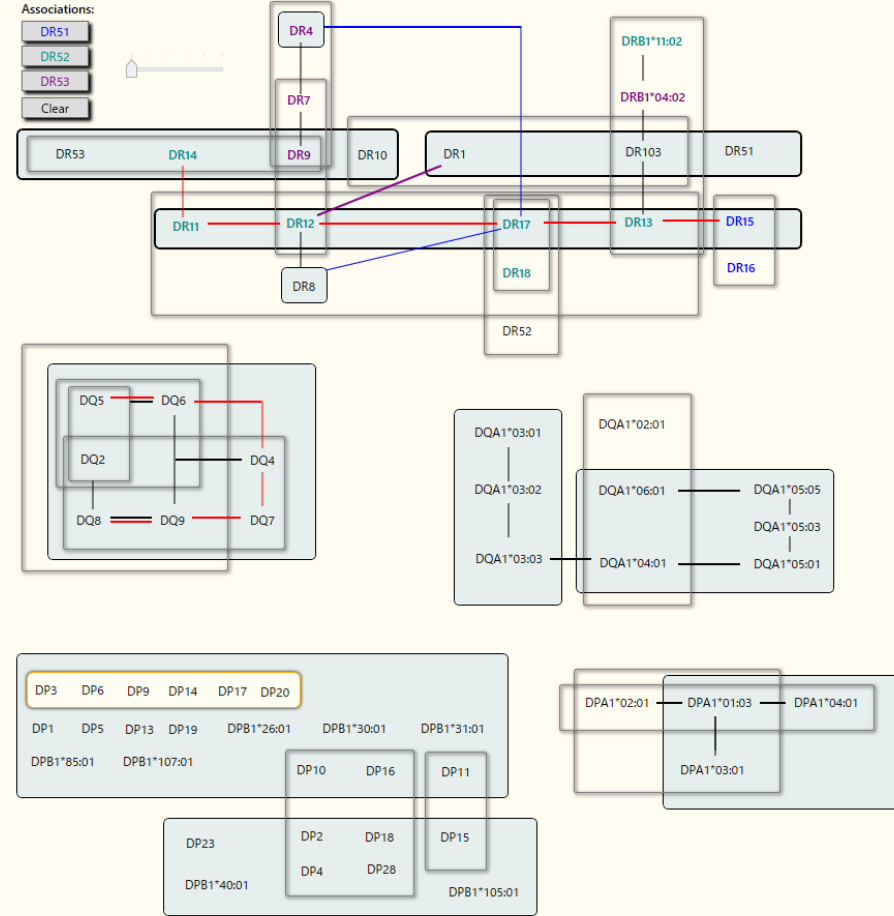 Associations:
DR51
DR52
DR53
Clear
DR4
DRB1*11:02
DR7
DRB1*04:02
DR53 DR14 DR9 DR10 DR1 DR103 DR51
DR11 DR12 DR17 DR13 DR15
DR8 DR18 DR16
DR52
DQ5 DQ6
DQ2 DQ4
DQ8 DQ9 DQ7
DQA1*03:01 DQA1*02:01
DQA1*03:02 DQA1*06:01 DQA1*05:05
DQA1*05:03
DQA1*03:03 DQA1*04:01 DQA1*05:01
DP3 DP6 DP9 DP14 DP17 DP20
DP1 DP5 DP13 DP19 DPB1*26:01 DPB1*30:01 DPB1*31:01
DPB1*85:01 DPB1*107:01
DP10 DP16 DP11
DP23 DP2 DP18 DP15
DP4 DP28
DPB1*40:01 DPB1*105:01
DPA1*02:01 DPA1*01:03 DPA1*04:01
DPA1*03:01